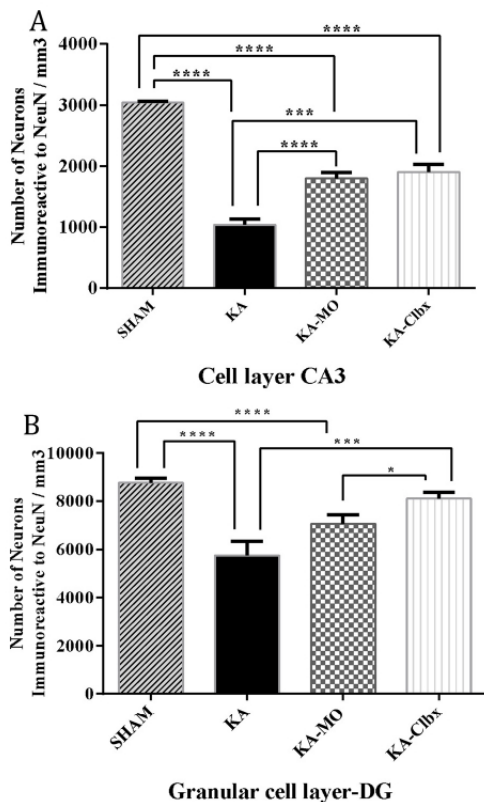 A
Number of Neurons
Immunoreactive to NeuN / mm3
4000
3000
2000
1000
0
****
****
****
***
****
SHAM
KA
KA-MO
KA-Clbx
Cell layer CA3
B
Number of Neurons
Immunoreactive to NeuN / mm3
10000
8000
6000
4000
2000
0
****
****
***
*
SHAM
KA
KA-MO
KA-Clbx
Granular cell layer-DG